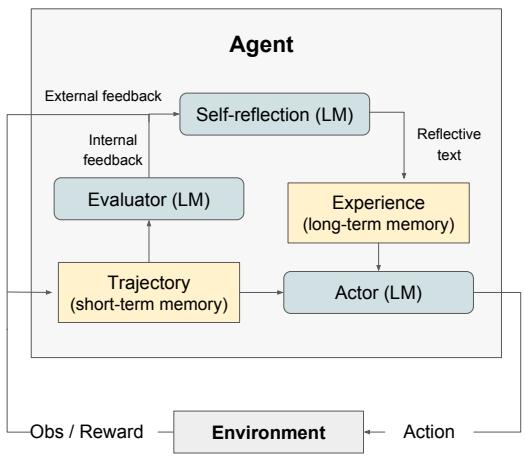 Agent
External feedback
Self-reflection (LM)
Internal
feedback
Reflective
text
Evaluator (LM)
Experience
(long-term memory)
Trajectory
(short-term memory)
Actor (LM)
Obs / Reward
Environment
Action